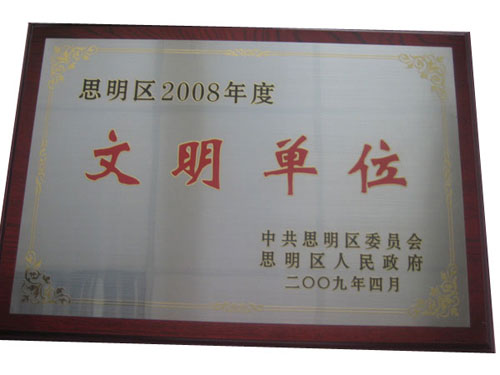 思明区2008年度
文明单位
中共思明区委员会
思明区人民政府
二〇〇九年四月